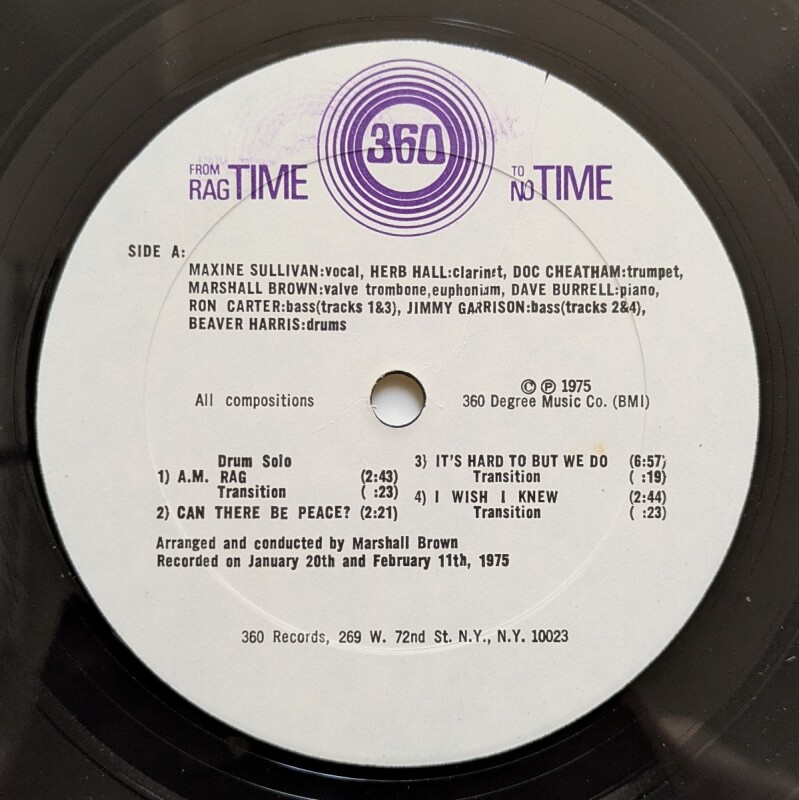 360
FROM RAGTIME TO NO TIME
SIDE A:
MAXINE SULLIVAN:vocal, HERB HALL:clarinet, DOC CHEATHAM:trumpet,
MARSHALL BROWN:valve trombone,euphonium, DAVE BURRELL:piano,
RON CARTER:bass(tracks 1&3), JIMMY GARRISON:bass(tracks 2&4),
BEAVER HARRIS:drums
All compositions
© ℗ 1975
360 Degree Music Co. (BMI)
Drum Solo
1) A.M. RAG (2:43)
Transition ( :23)
2) CAN THERE BE PEACE? (2:21)
3) IT'S HARD TO BUT WE DO (6:57)
Transition ( :19)
4) I WISH I KNEW (2:44)
Transition ( :23)
Arranged and conducted by Marshall Brown
Recorded on January 20th and February 11th, 1975
360 Records, 269 W. 72nd St. N.Y., N.Y. 10023